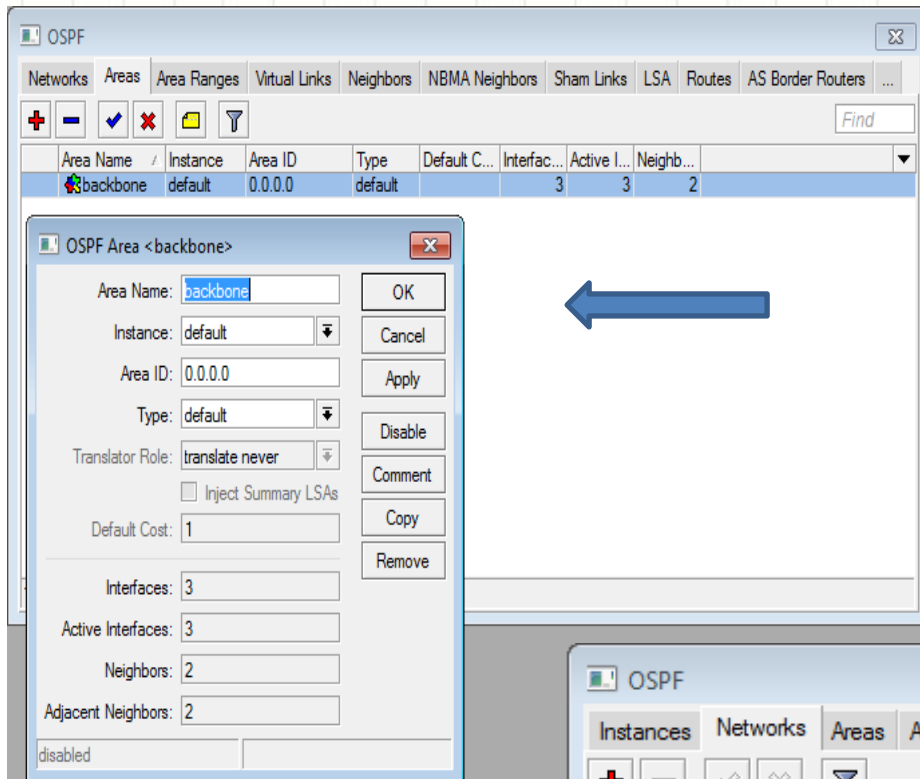 OSPF
Networks Areas Area Ranges Virtual Links Neighbors NBMA Neighbors Sham Links LSA Routes AS Border Routers ...
Find
Area Name Instance Area ID Type Default C... Interfac... Active I... Neighb...
backbone default 0.0.0.0 default 3 3 2
OSPF Area <backbone>
Area Name: backbone
OK
Instance: default
Cancel
Area ID: 0.0.0.0
Apply
Type: default
Disable
Translator Role: translate never
Comment
Inject Summary LSAs
Copy
Default Cost: 1
Remove
Interfaces: 3
Active Interfaces: 3
Neighbors: 2
Adjacent Neighbors: 2
disabled
OSPF
Instances Networks Areas A